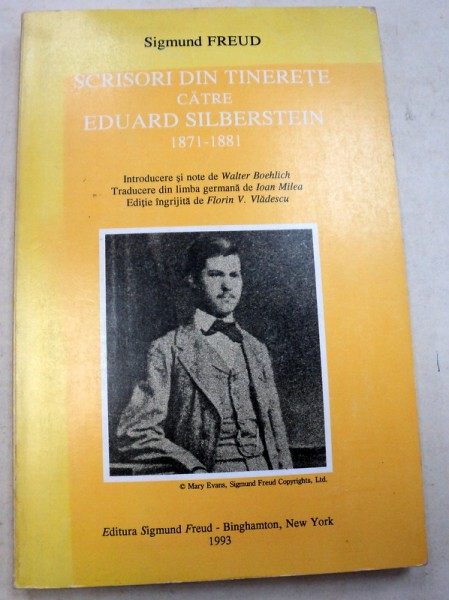 Sigmund FREUD
SCRISORI DIN TINEREȚE
CĂTRE
EDUARD SILBERSTEIN
1871-1881
Introducere și note de Walter Boehlich
Traducere din limba germană de Ioan Milea
Ediție îngrijită de Florin V. Vlădescu
© Mary Evans, Sigmund Freud Copyrights, Ltd.
Editura Sigmund Freud - Binghamton, New York
1993